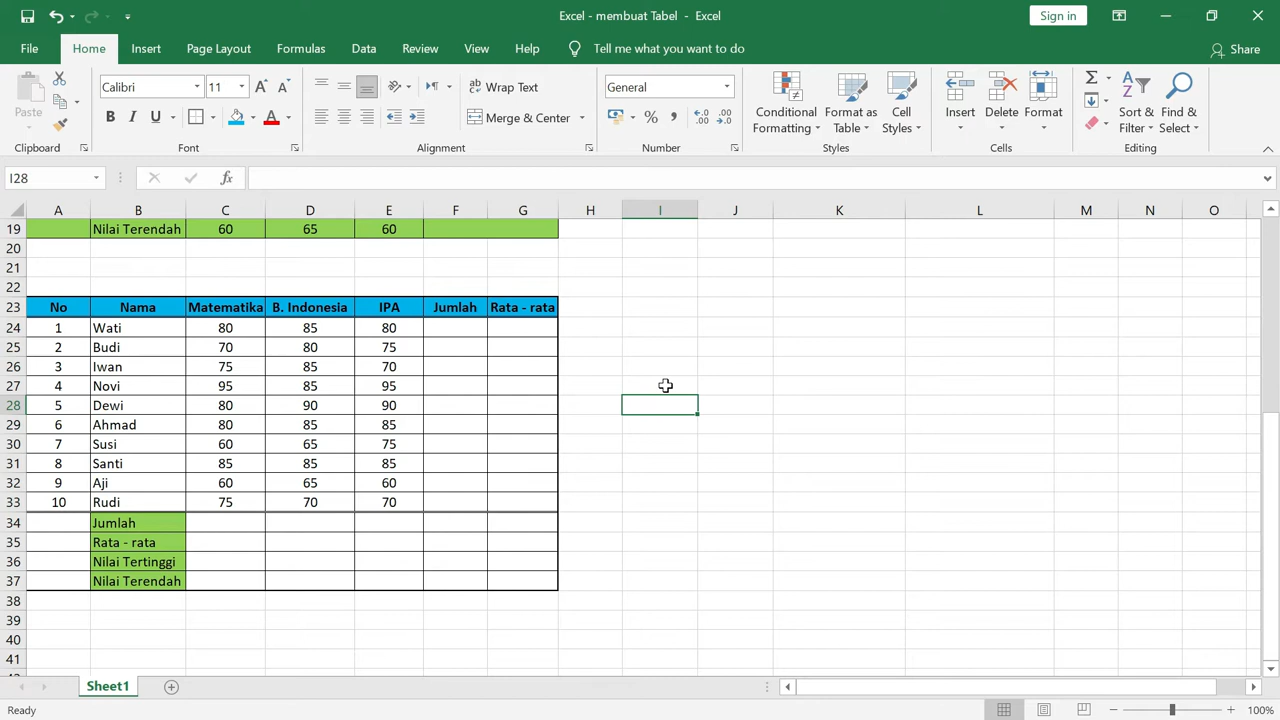 Excel - membuat Tabel - Excel
Sign in
File Home Insert Page Layout Formulas Data Review View Help Tell me what you want to do Share
Paste
Clipboard
Calibri 11
B I U A
Font
Wrap Text
Merge & Center
Alignment
General
% ,
Number
Conditional Formatting
Format as Table
Cell Styles
Styles
Insert
Delete
Format
Cells
Sort & Filter
Find & Select
Editing
I28 fx
A B C D E F G H I J K L M N O
19 Nilai Terendah 60 65 60
20
21
22
23 No Nama Matematika B. Indonesia IPA Jumlah Rata - rata
24 1 Wati 80 85 80
25 2 Budi 70 80 75
26 3 Iwan 75 85 70
27 4 Novi 95 85 95
28 5 Dewi 80 90 90
29 6 Ahmad 80 85 85
30 7 Susi 60 65 75
31 8 Santi 85 85 85
32 9 Aji 60 65 60
33 10 Rudi 75 70 70
34 Jumlah
35 Rata - rata
36 Nilai Tertinggi
37 Nilai Terendah
38
39
40
41
Sheet1
Ready
100%